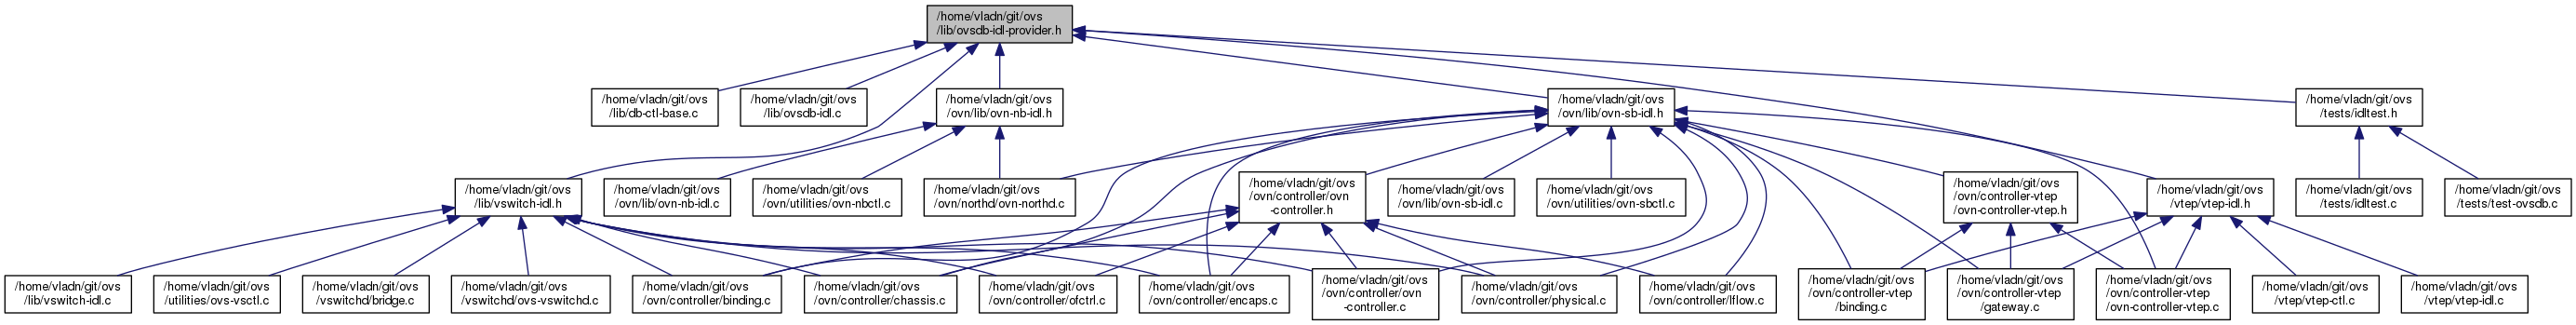 /home/vladn/git/ovs
/lib/ovsdb-idl-provider.h
/home/vladn/git/ovs
/lib/db-ctl-base.c
/home/vladn/git/ovs
/lib/ovsdb-idl.c
/home/vladn/git/ovs
/ovn/lib/ovn-nb-idl.h
/home/vladn/git/ovs
/ovn/lib/ovn-sb-idl.h
/home/vladn/git/ovs
/tests/idltest.h
/home/vladn/git/ovs
/lib/vswitch-idl.h
/home/vladn/git/ovs
/ovn/lib/ovn-nb-idl.c
/home/vladn/git/ovs
/ovn/utilities/ovn-nbctl.c
/home/vladn/git/ovs
/ovn/northd/ovn-northd.c
/home/vladn/git/ovs
/ovn/controller/ovn
-controller.h
/home/vladn/git/ovs
/ovn/lib/ovn-sb-idl.c
/home/vladn/git/ovs
/ovn/utilities/ovn-sbctl.c
/home/vladn/git/ovs
/ovn/controller-vtep
/ovn-controller-vtep.h
/home/vladn/git/ovs
/vtep/vtep-idl.h
/home/vladn/git/ovs
/tests/idltest.c
/home/vladn/git/ovs
/tests/test-ovsdb.c
/home/vladn/git/ovs
/lib/vswitch-idl.c
/home/vladn/git/ovs
/utilities/ovs-vsctl.c
/home/vladn/git/ovs
/vswitchd/bridge.c
/home/vladn/git/ovs
/vswitchd/ovs-vswitchd.c
/home/vladn/git/ovs
/ovn/controller/binding.c
/home/vladn/git/ovs
/ovn/controller/chassis.c
/home/vladn/git/ovs
/ovn/controller/ofctrl.c
/home/vladn/git/ovs
/ovn/controller/encaps.c
/home/vladn/git/ovs
/ovn/controller/ovn
-controller.c
/home/vladn/git/ovs
/ovn/controller/physical.c
/home/vladn/git/ovs
/ovn/controller/lflow.c
/home/vladn/git/ovs
/ovn/controller-vtep
/binding.c
/home/vladn/git/ovs
/ovn/controller-vtep
/gateway.c
/home/vladn/git/ovs
/ovn/controller-vtep
/ovn-controller-vtep.c
/home/vladn/git/ovs
/vtep/vtep-ctl.c
/home/vladn/git/ovs
/vtep/vtep-idl.c